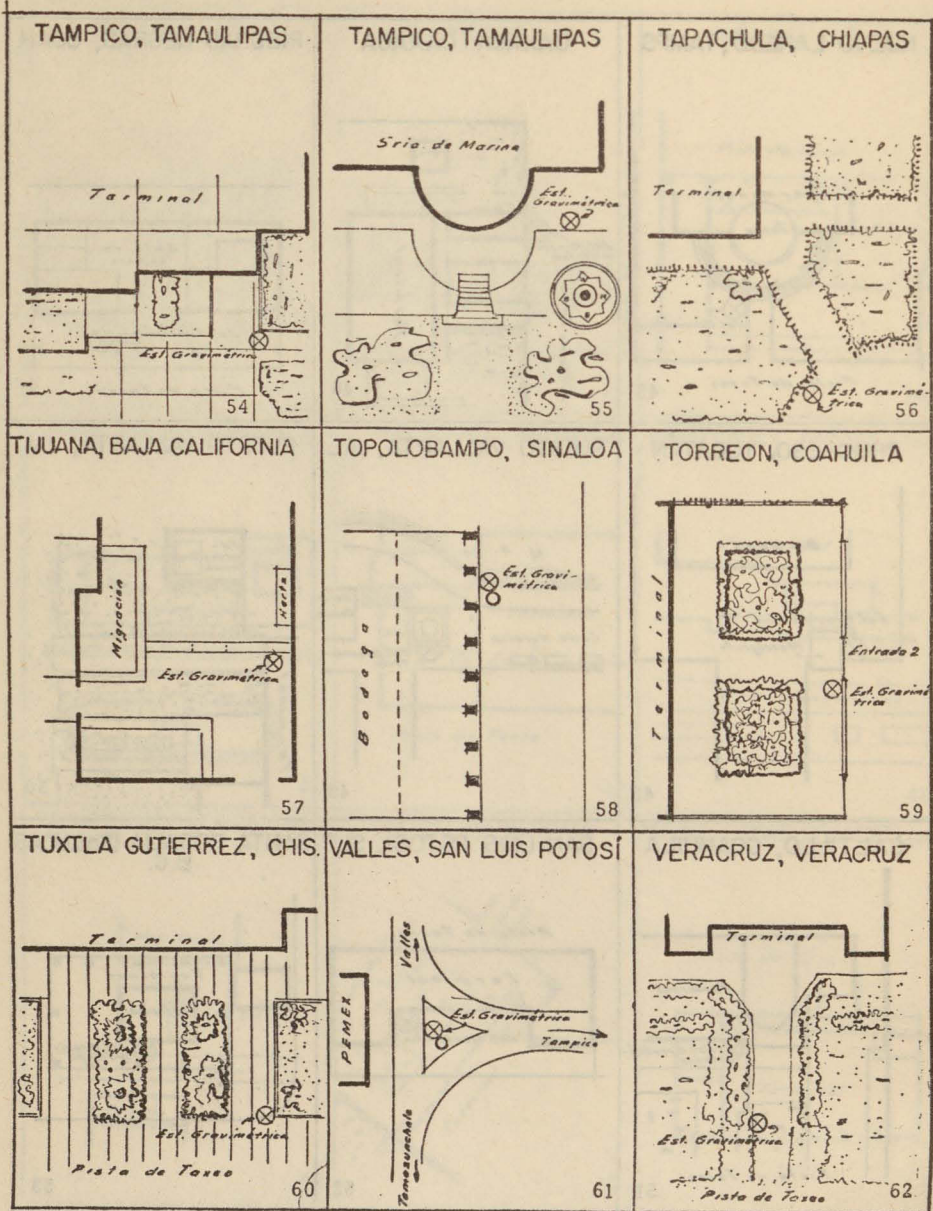 TAMPICO, TAMAULIPAS
Terminal
Est. Gravimétrica
54
TAMPICO, TAMAULIPAS
Sria. de Marina
Est.
Gravimétrica
55
TAPACHULA, CHIAPAS
Terminal
Est. Gravimé-
trica
56
TIJUANA, BAJA CALIFORNIA
Migración
Est. Gravimétrica
57
TOPOLOBAMPO, SINALOA
Bodega
Est. Gravi-
métrica
58
TORREON, COAHUILA
Terminal
Entrada 2
Est. Gravimé
trica
59
TUXTLA GUTIERREZ, CHIS.
Terminal
Est. Gravimétrica
Pista de Taxeo
60
VALLES, SAN LUIS POTOSÍ
Valles
PEMEX
Est. Gravimétrica
Tampico
Tamazunchale
61
VERACRUZ, VERACRUZ
Terminal
Est. Gravimétrica
Pista de Taxeo
62